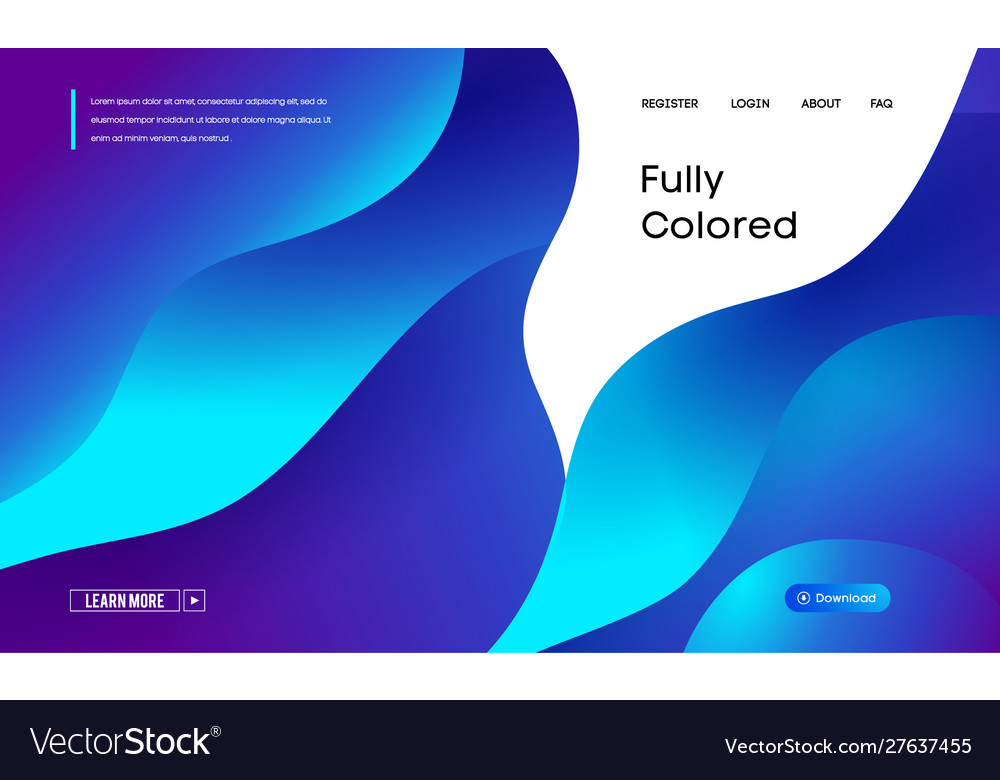 Lorem ipsum dolor sit amet, consectetur adipiscing elit, sed do
eiusmod tempor incididunt ut labore et dolore magna aliqua. Ut
enim ad minim veniam, quis nostrud .
REGISTER LOGIN ABOUT FAQ
Fully
Colored
LEARN MORE
Download
VectorStock®
VectorStock.com/27637455